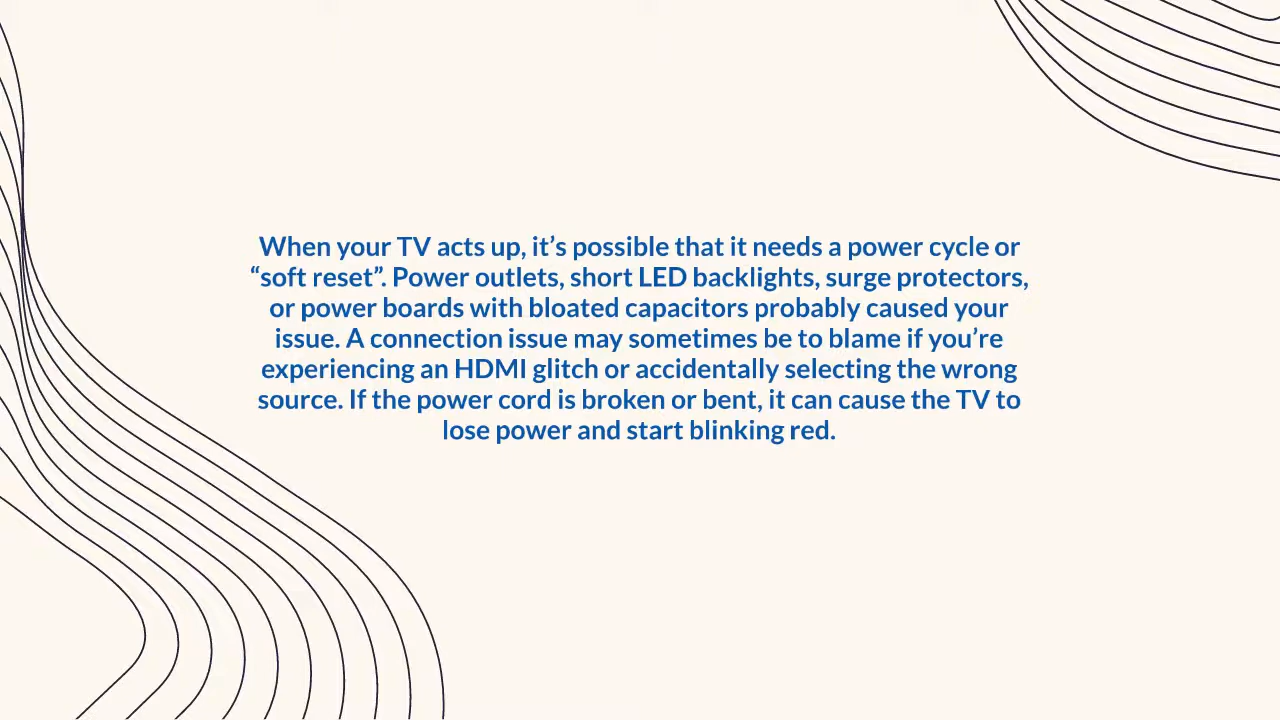 When your TV acts up, it’s possible that it needs a power cycle or
“soft reset”. Power outlets, short LED backlights, surge protectors,
or power boards with bloated capacitors probably caused your
issue. A connection issue may sometimes be to blame if you’re
experiencing an HDMI glitch or accidentally selecting the wrong
source. If the power cord is broken or bent, it can cause the TV to
lose power and start blinking red.